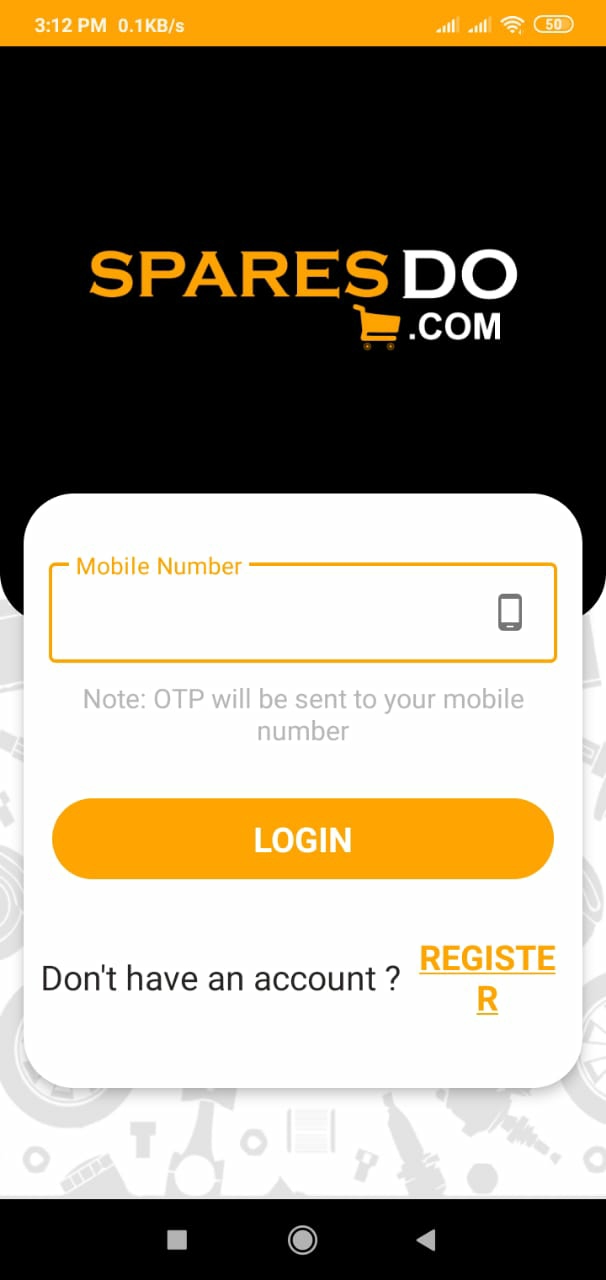 3:12 PM 0.1KB/s 50
SPARES DO
.COM
Mobile Number
Note: OTP will be sent to your mobile
number
LOGIN
Don't have an account ? REGISTE
R